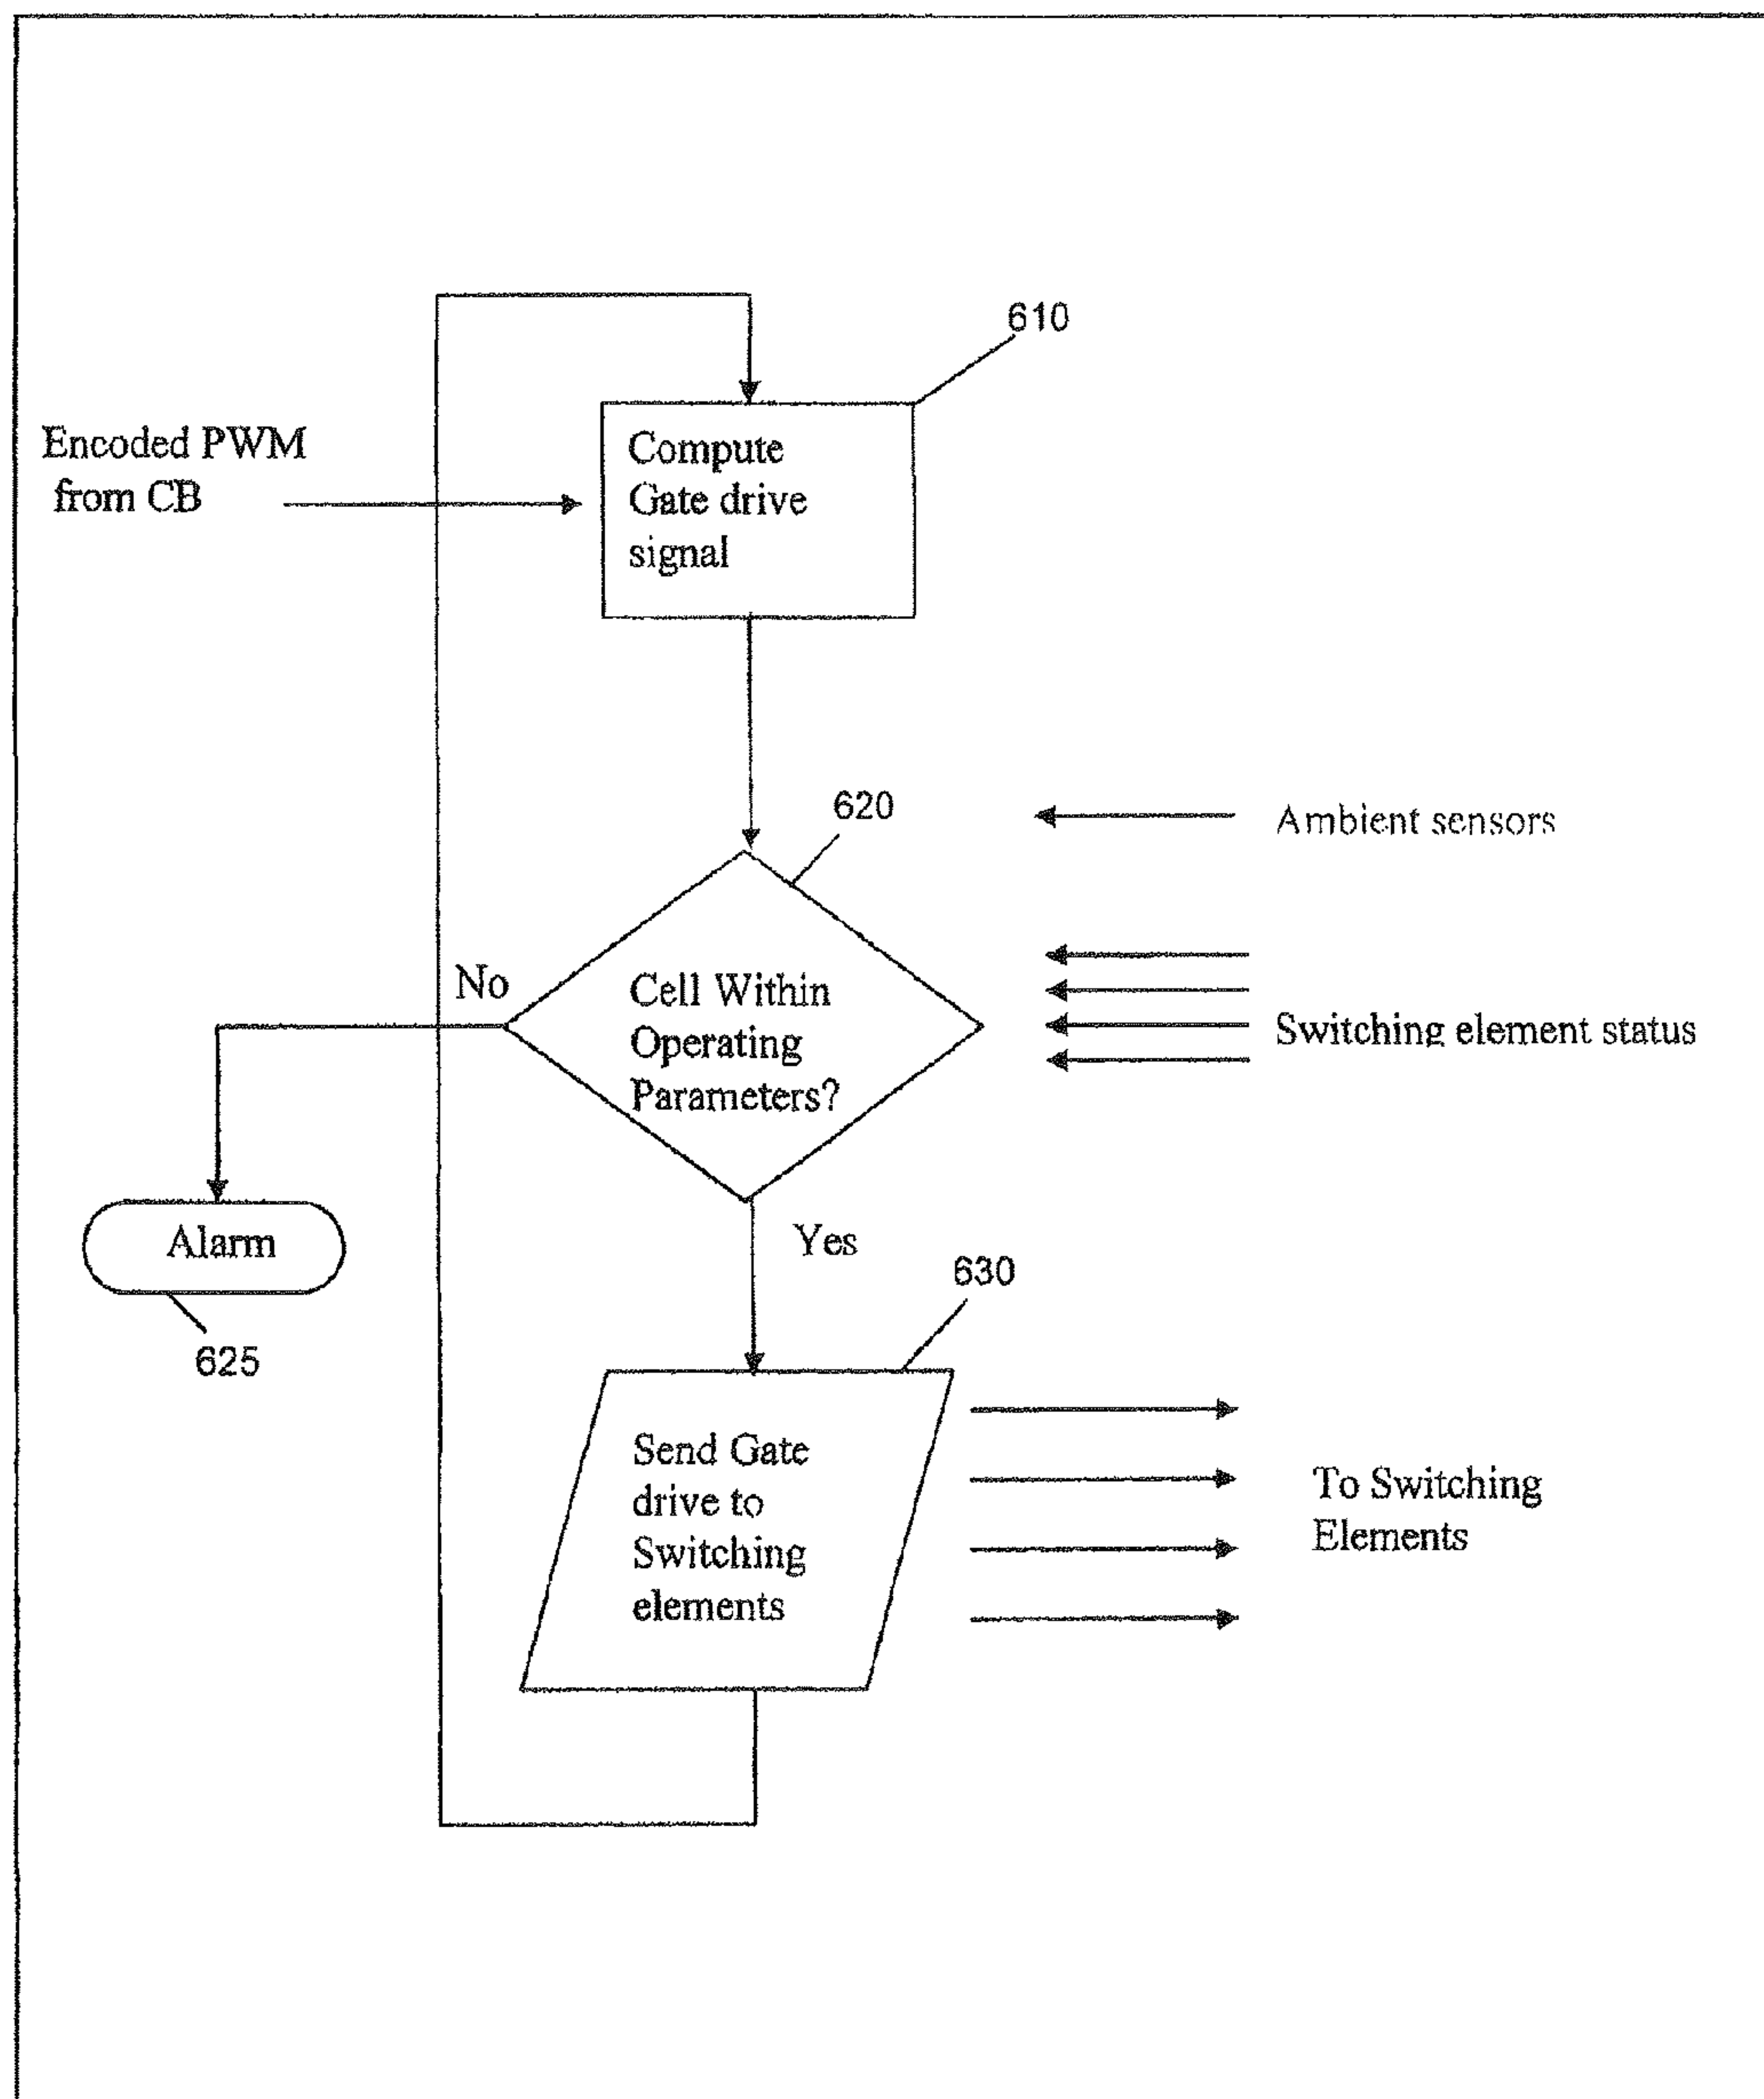 610
Encoded PWM
from CB
Compute
Gate drive
signal
620
Ambient sensors
No
Cell Within
Operating
Parameters?
Switching element status
Alarm
625
Yes
630
Send Gate
drive to
Switching
elements
To Switching
Elements